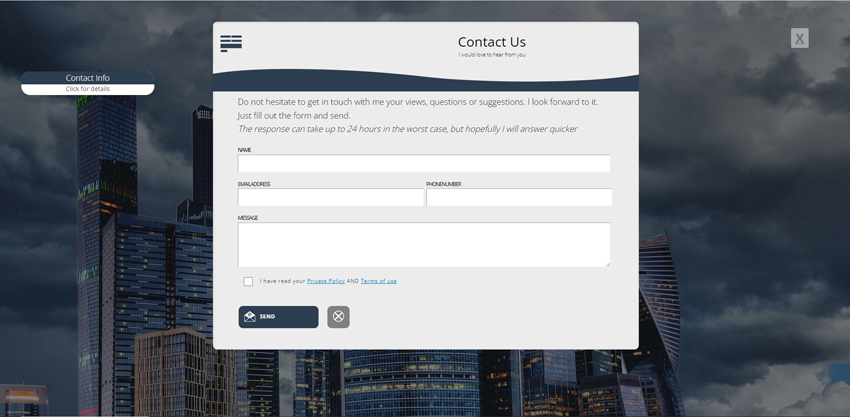 Contact Us
I would love to hear from you
X
Contact Info
Click for details
Do not hesitate to get in touch with me your views, questions or suggestions. I look forward to it.
Just fill out the form and send.
The response can take up to 24 hours in the worst case, but hopefully I will answer quicker
NAME
EMAILADDRESS PHONENUMBER
MESSAGE
I have read your Private Policy AND Terms of use
SEND